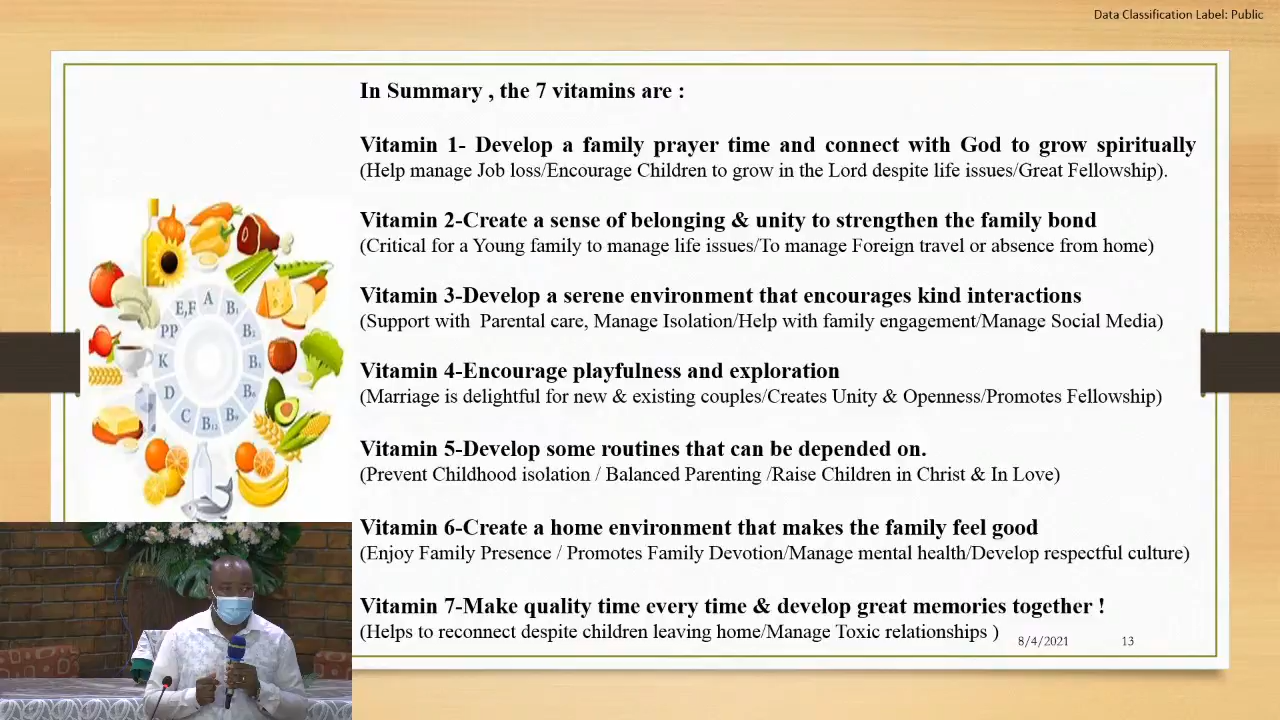 Data Classification Label: Public
In Summary , the 7 vitamins are :
Vitamin 1- Develop a family prayer time and connect with God to grow spiritually
(Help manage Job loss/Encourage Children to grow in the Lord despite life issues/Great Fellowship).
Vitamin 2-Create a sense of belonging & unity to strengthen the family bond
(Critical for a Young family to manage life issues/To manage Foreign travel or absence from home)
Vitamin 3-Develop a serene environment that encourages kind interactions
(Support with Parental care, Manage Isolation/Help with family engagement/Manage Social Media)
Vitamin 4-Encourage playfulness and exploration
(Marriage is delightful for new & existing couples/Creates Unity & Openness/Promotes Fellowship)
Vitamin 5-Develop some routines that can be depended on.
(Prevent Childhood isolation / Balanced Parenting /Raise Children in Christ & In Love)
Vitamin 6-Create a home environment that makes the family feel good
(Enjoy Family Presence / Promotes Family Devotion/Manage mental health/Develop respectful culture)
Vitamin 7-Make quality time every time & develop great memories together !
(Helps to reconnect despite children leaving home/Manage Toxic relationships )
8/4/2021 13
A
B1
B2
B6
B9
B12
C
D
K
PP
E,F